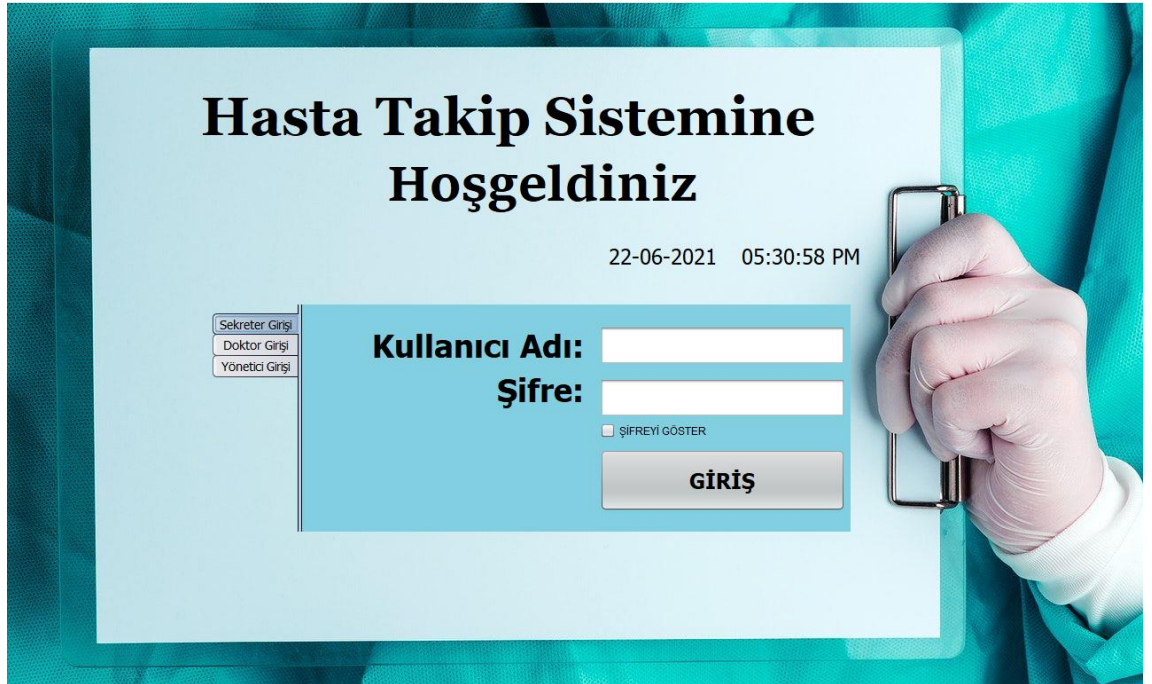 Hasta Takip Sistemine
Hoşgeldiniz
22-06-2021 05:30:58 PM
Sekreter Girişi
Doktor Girişi
Yönetici Girişi
Kullanıcı Adı:
Şifre:
ŞİFREYİ GÖSTER
GİRİŞ